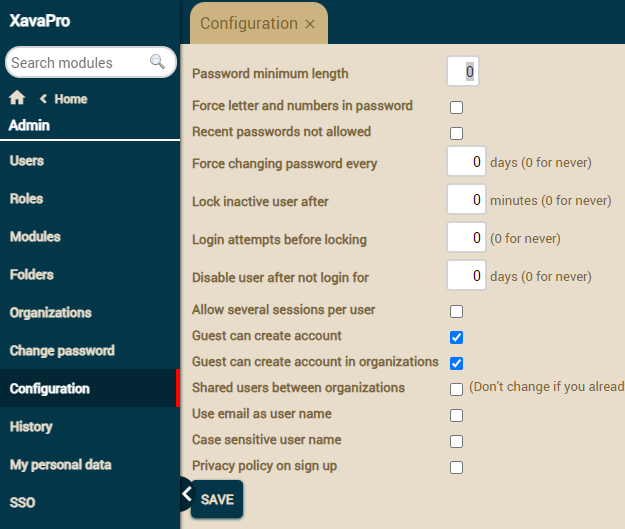 XavaPro
Search modules
Home
Admin
Users
Roles
Modules
Folders
Organizations
Change password
Configuration
History
My personal data
SSO
Configuration ×
Password minimum length 0
Force letter and numbers in password
Recent passwords not allowed
Force changing password every 0 days (0 for never)
Lock inactive user after 0 minutes (0 for never)
Login attempts before locking 0 (0 for never)
Disable user after not login for 0 days (0 for never)
Allow several sessions per user
Guest can create account
Guest can create account in organizations
Shared users between organizations (Don't change if you alread
Use email as user name
Case sensitive user name
Privacy policy on sign up
SAVE